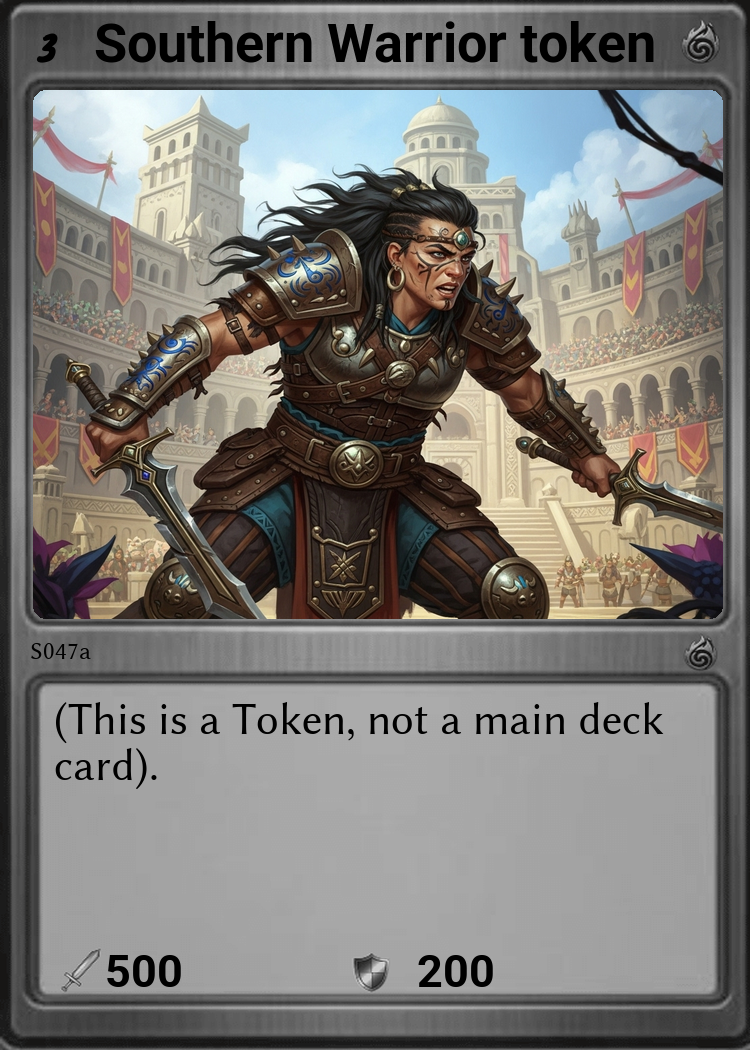 3 Southern Warrior token
S047a
(This is a Token, not a main deck
card).
500 200